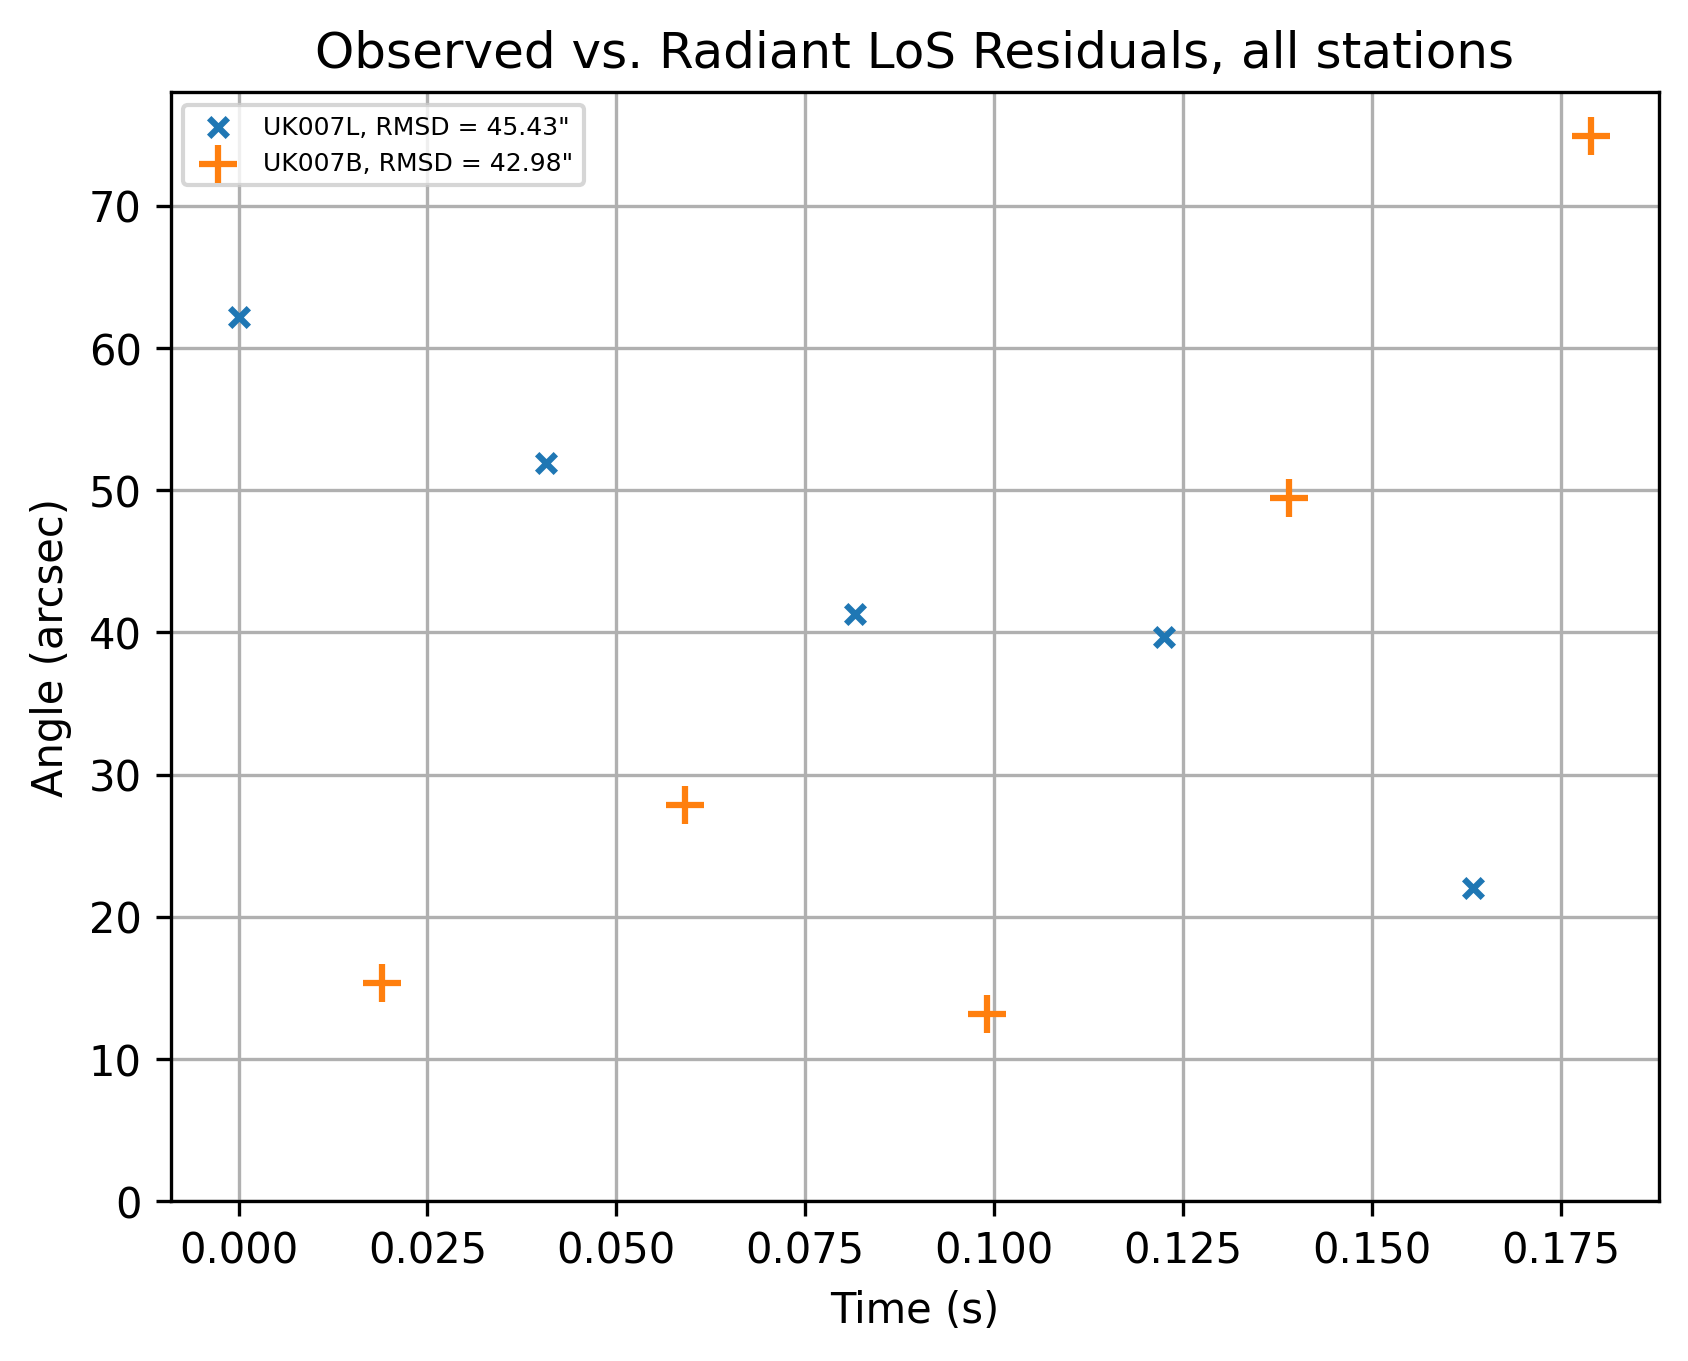 Observed vs. Radiant LoS Residuals, all stations
UK007L, RMSD = 45.43"
UK007B, RMSD = 42.98"
70
60
50
40
30
20
10
0
Angle (arcsec)
0.000 0.025 0.050 0.075 0.100 0.125 0.150 0.175
Time (s)